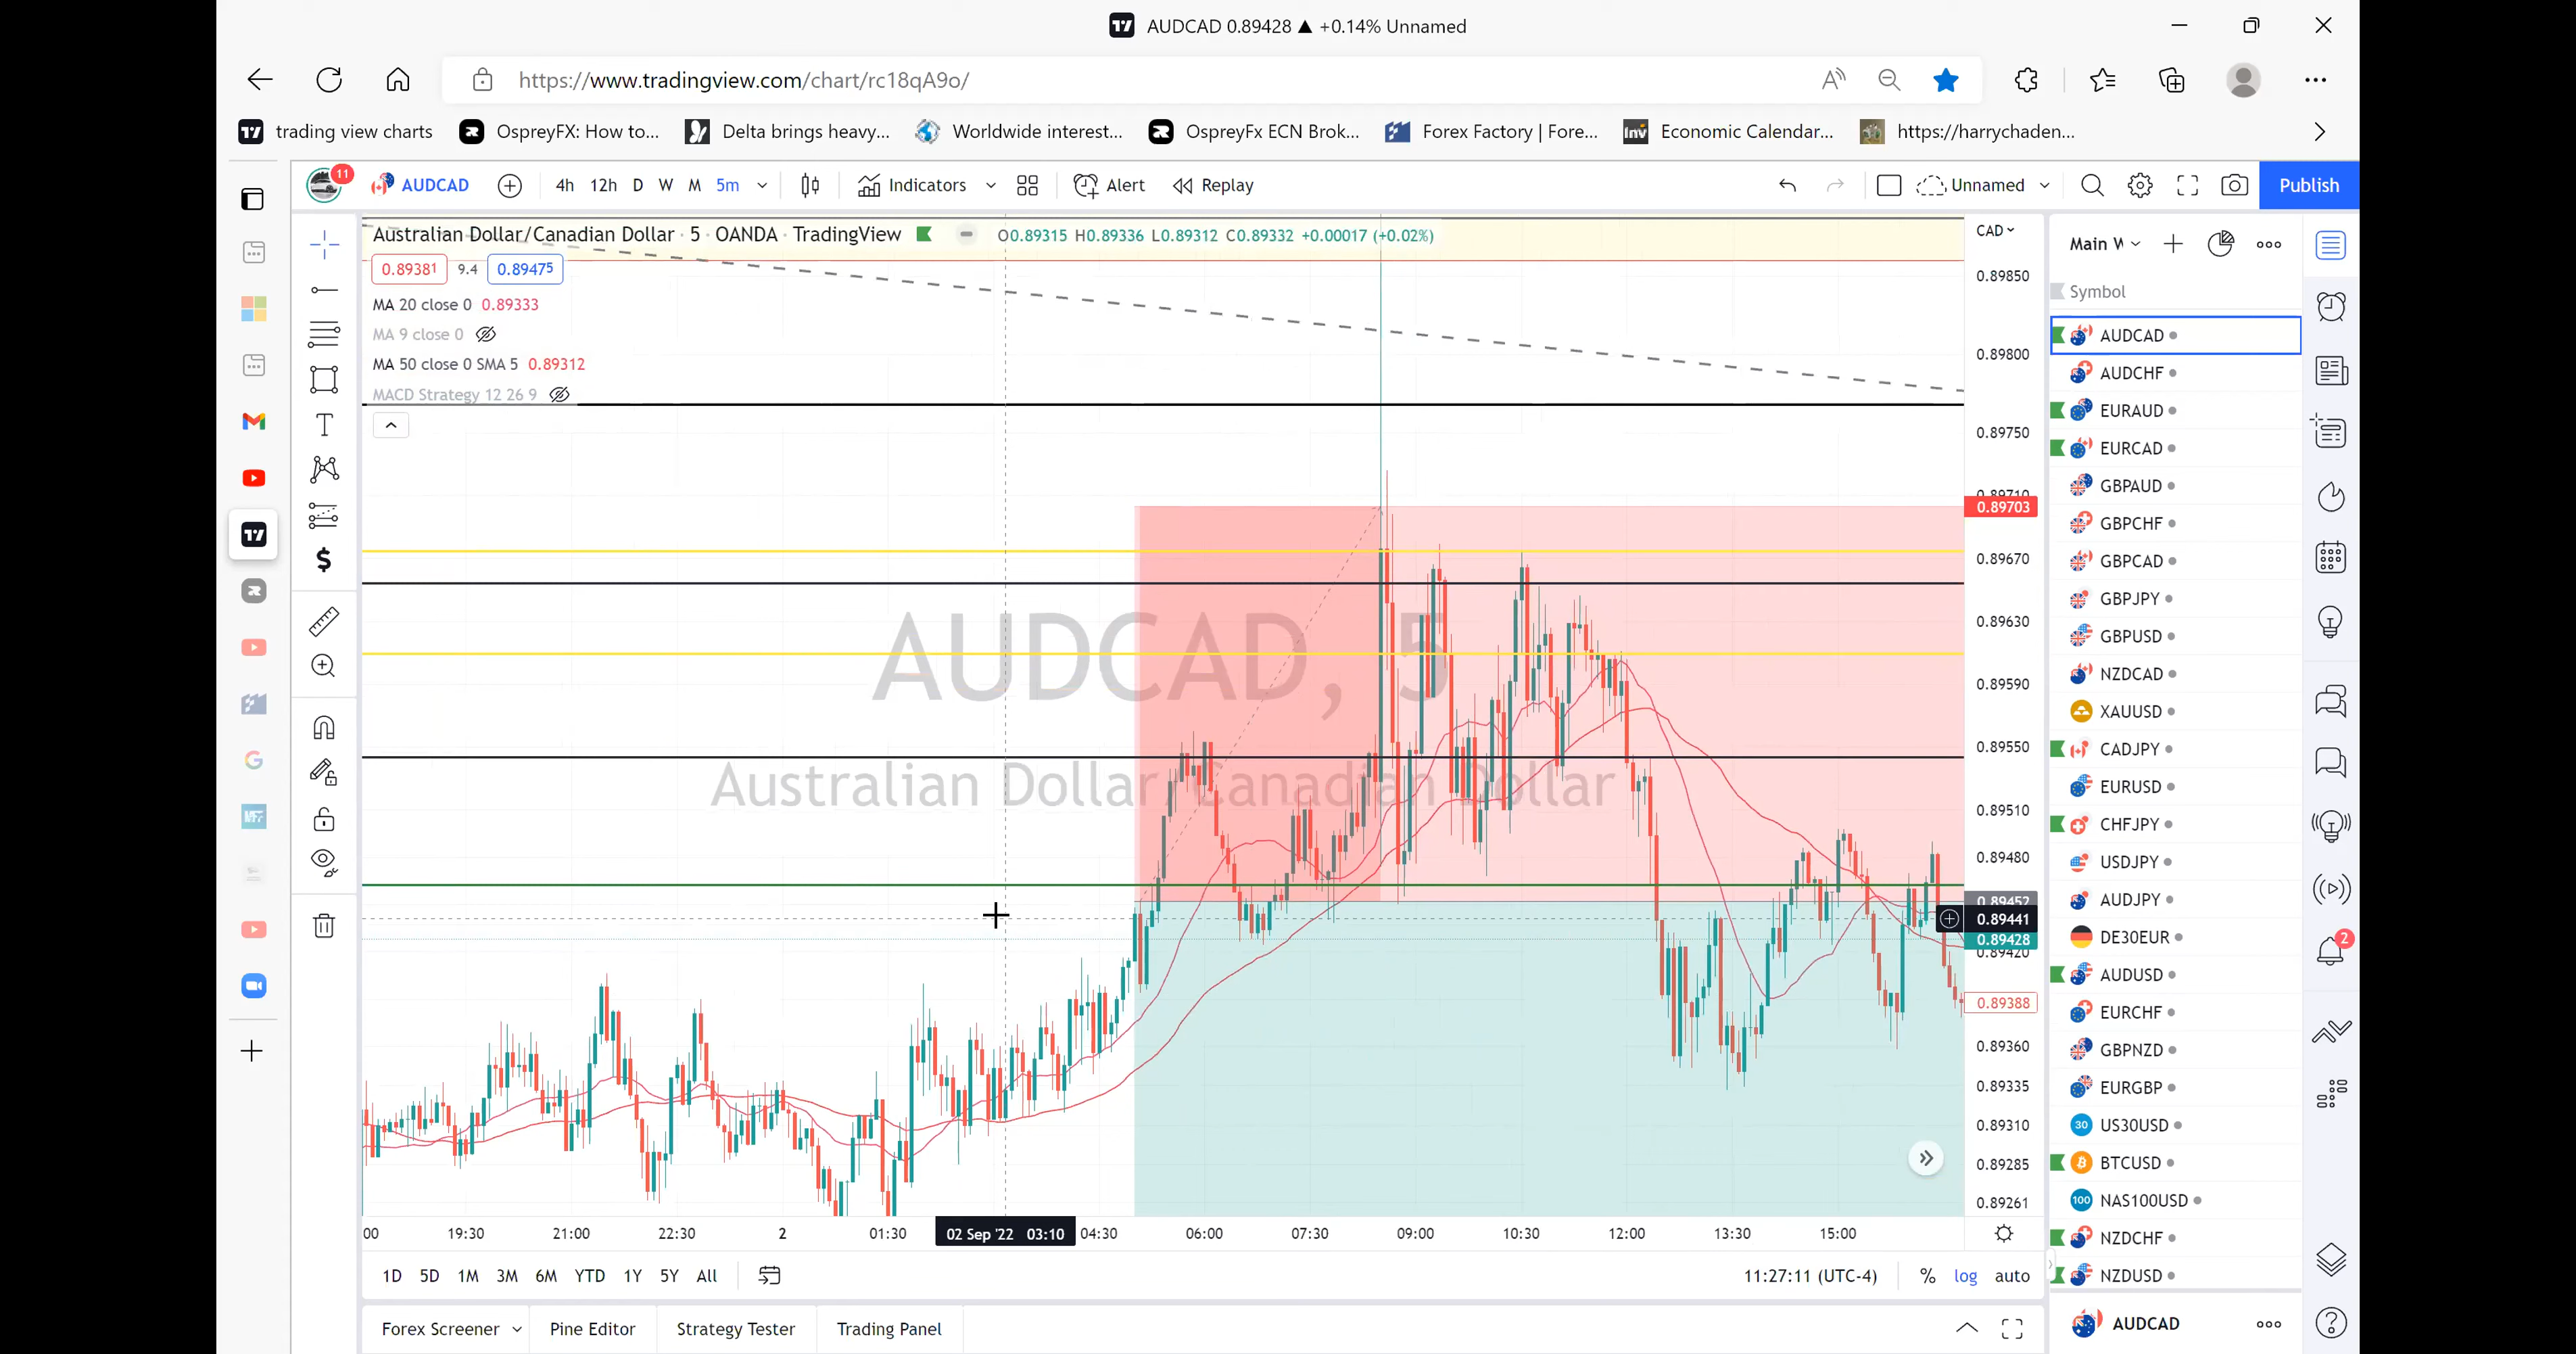 AUDCAD 0.89428 ▲ +0.14% Unnamed
https://www.tradingview.com/chart/rc18qA9o/
trading view charts OspreyFX: How to... Delta brings heavy... Worldwide interest... OspreyFx ECN Brok... Forex Factory | Fore... Inv Economic Calendar... https://harrychaden...
11 AUDCAD 4h 12h D W M 5m Indicators Alert Replay Unnamed Publish
Australian Dollar/Canadian Dollar · 5 · OANDA · TradingView O0.89315 H0.89336 L0.89312 C0.89332 +0.00017 (+0.02%)
0.89381 9.4 0.89475
MA 20 close 0 0.89333
MA 9 close 0
MA 50 close 0 SMA 5 0.89312
MACD Strategy 12 26 9
AUDCAD, 5
Australian Dollar / Canadian Dollar
CAD
0.89850
0.89800
0.89750
0.89710
0.89703
0.89670
0.89630
0.89590
0.89550
0.89510
0.89480
0.89452
0.89441
0.89428
0.89420
0.89388
0.89360
0.89335
0.89310
0.89285
0.89261
:00 19:30 21:00 22:30 2 01:30 02 Sep '22 03:10 04:30 06:00 07:30 09:00 10:30 12:00 13:30 15:00
1D 5D 1M 3M 6M YTD 1Y 5Y All 11:27:11 (UTC-4) % log auto
Forex Screener Pine Editor Strategy Tester Trading Panel
Main W
Symbol
AUDCAD
AUDCHF
EURAUD
EURCAD
GBPAUD
GBPCHF
GBPCAD
GBPJPY
GBPUSD
NZDCAD
XAUUSD
CADJPY
EURUSD
CHFJPY
USDJPY
AUDJPY
DE30EUR
AUDUSD
EURCHF
GBPNZD
EURGBP
30 US30USD
BTCUSD
100 NAS100USD
NZDCHF
NZDUSD
AUDCAD
2